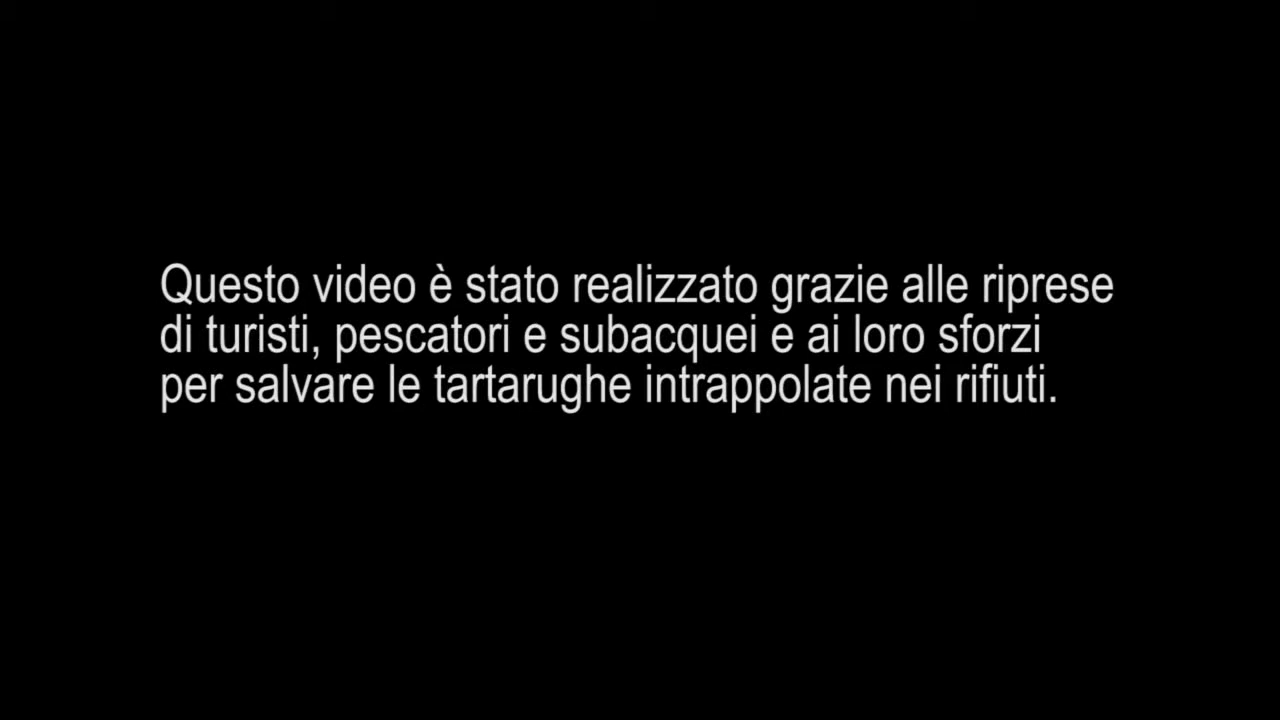 Questo video è stato realizzato grazie alle riprese
di turisti, pescatori e subacquei e ai loro sforzi
per salvare le tartarughe intrappolate nei rifiuti.